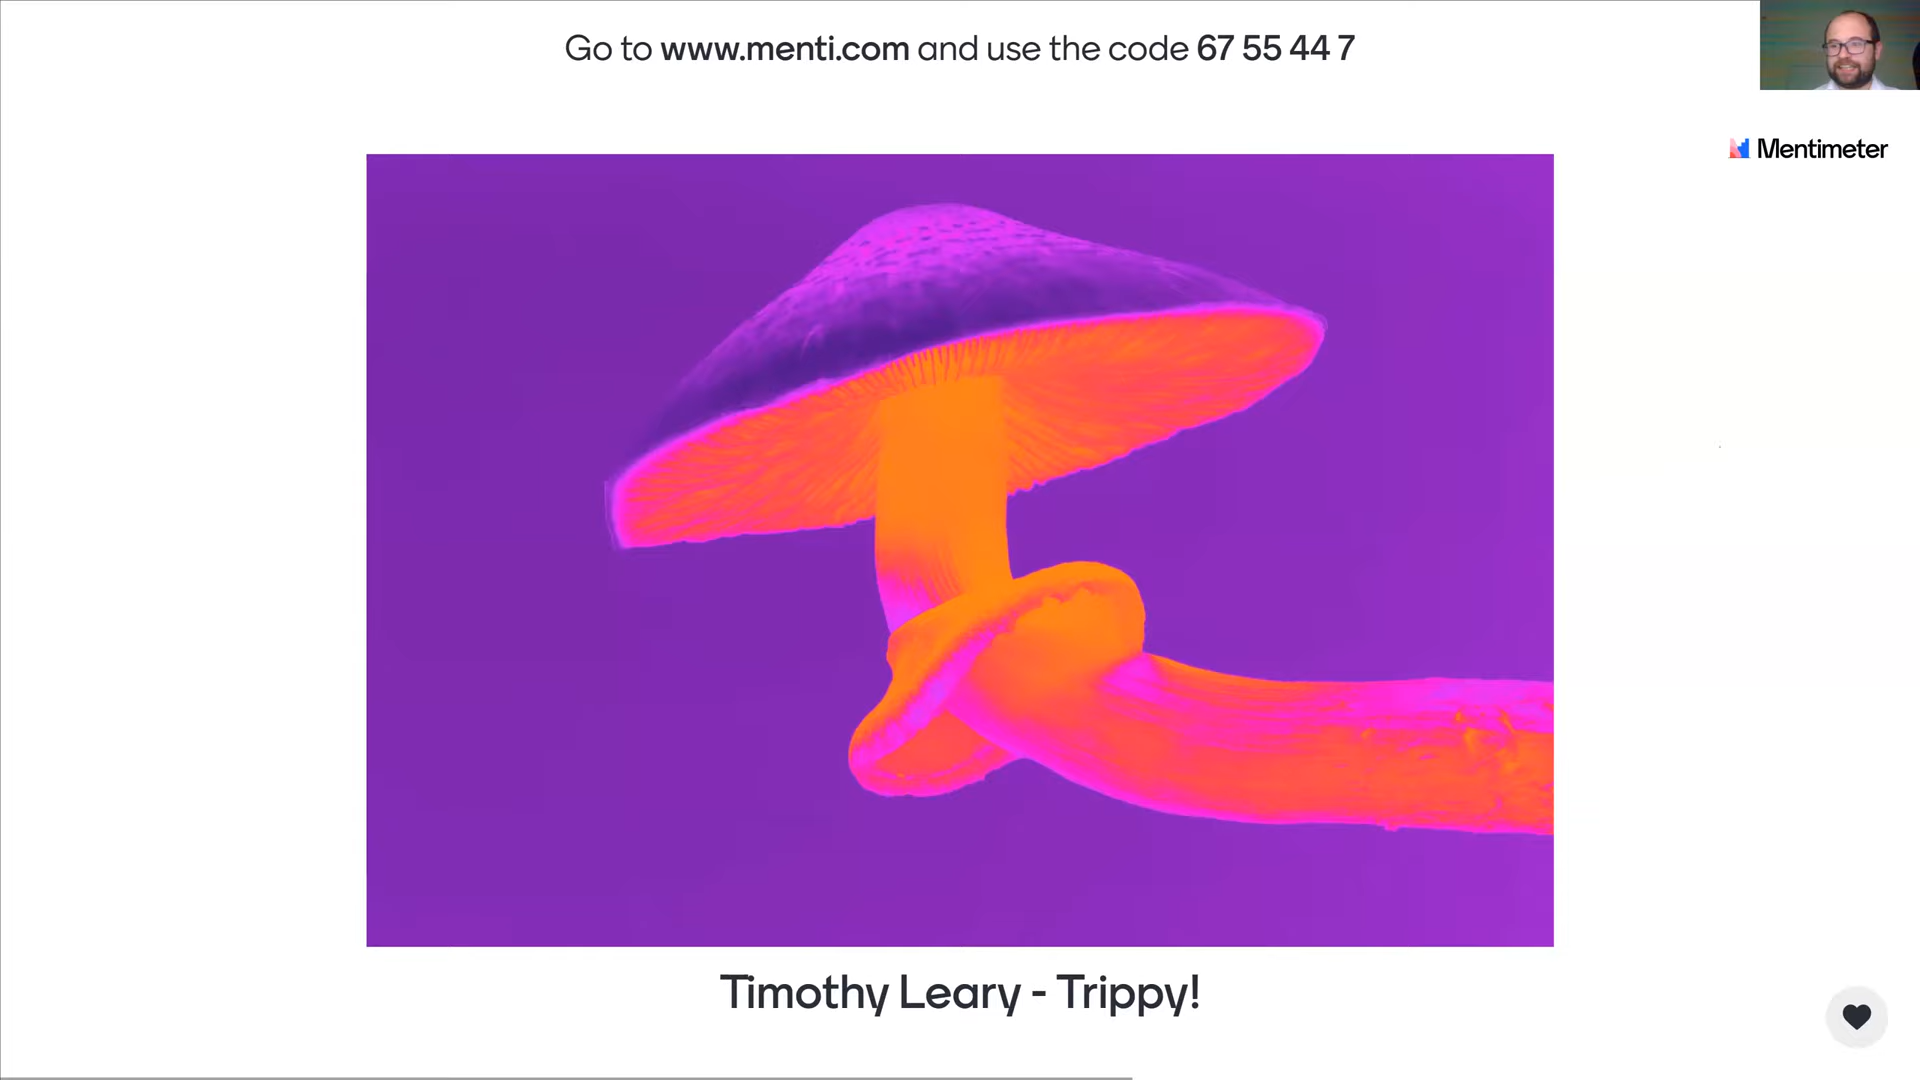 Go to www.menti.com and use the code 67 55 44 7
Mentimeter
Timothy Leary - Trippy!